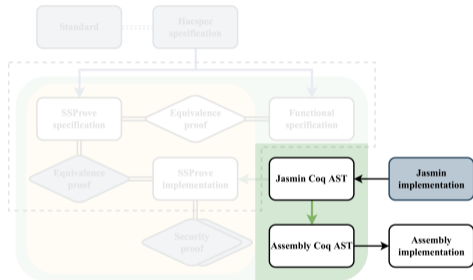 Standard
Hacspec
specification
SSProve
specification
Equivalence
proof
Functional
specification
Equivalence
proof
SSProve
implementation
Jasmin Coq AST
Jasmin
implementation
Security
proof
Assembly Coq AST
Assembly
implementation